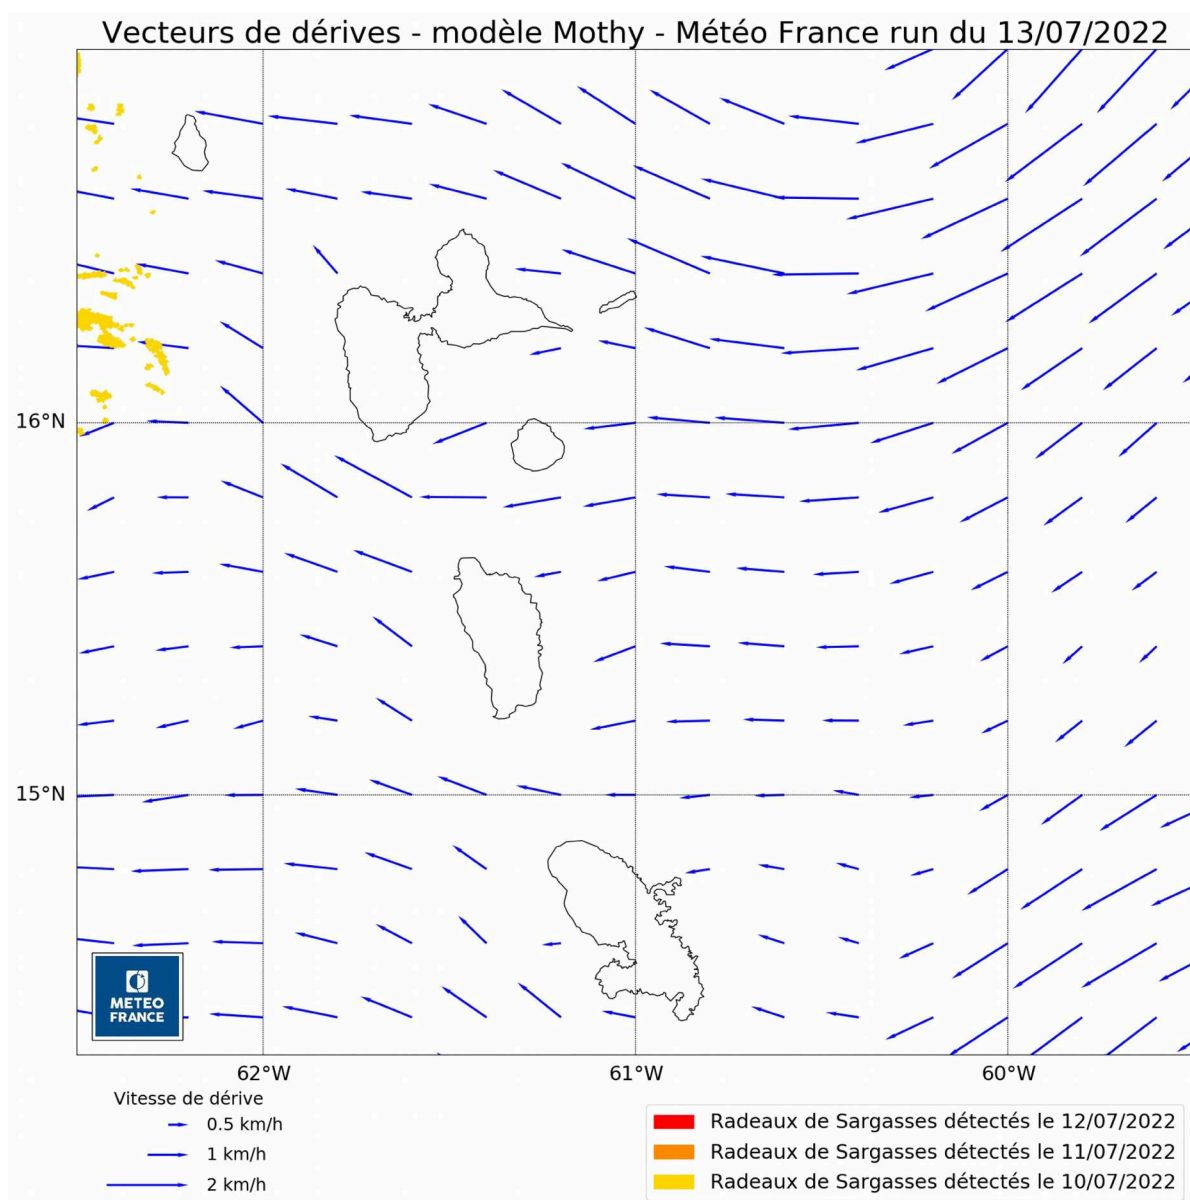 Vecteurs de dérives - modèle Mothy - Météo France run du 13/07/2022
16°N
15°N
METEO
FRANCE
62°W
61°W
60°W
Vitesse de dérive
0.5 km/h
1 km/h
2 km/h
Radeaux de Sargasses détectés le 12/07/2022
Radeaux de Sargasses détectés le 11/07/2022
Radeaux de Sargasses détectés le 10/07/2022